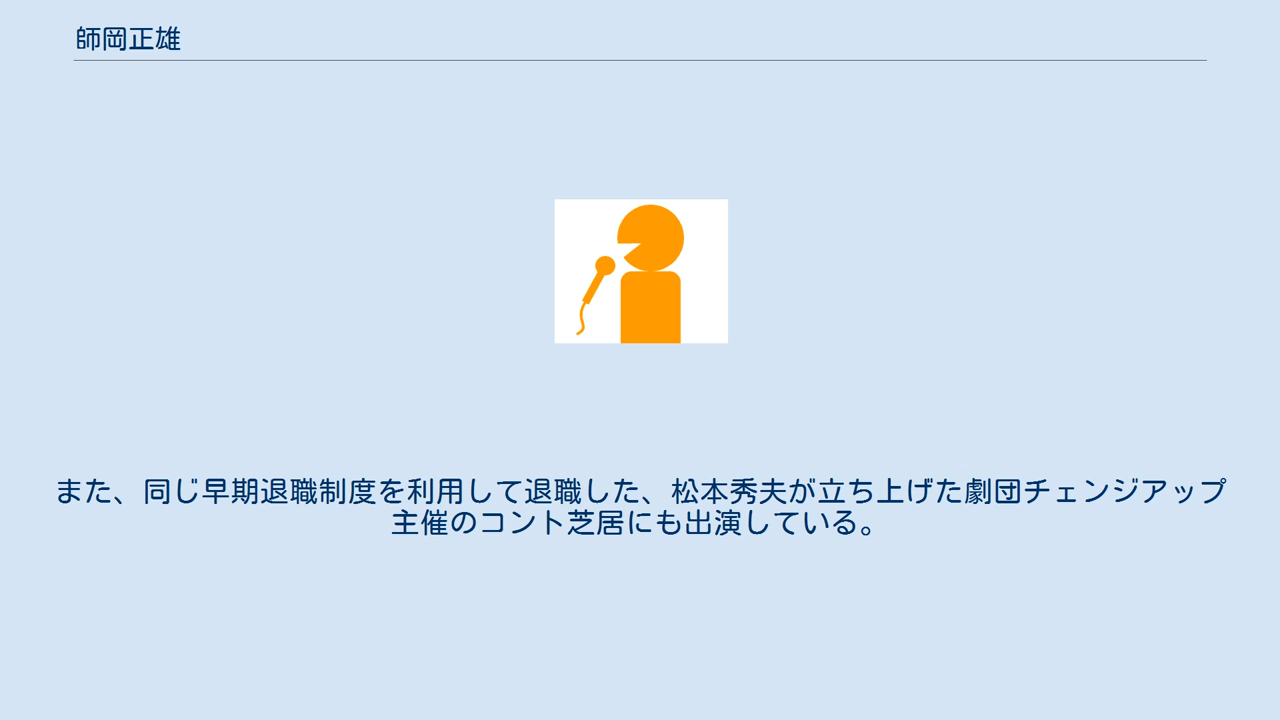 師岡正雄
また、同じ早期退職制度を利用して退職した、松本秀夫が立ち上げた劇団チェンジアップ
主催のコント芝居にも出演している。